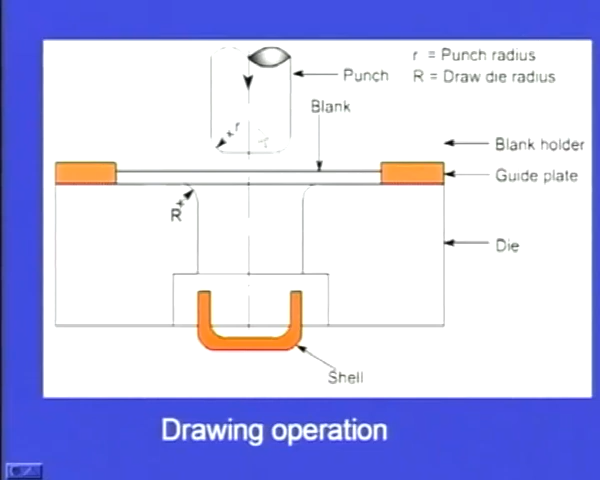 r = Punch radius
Punch
R = Draw die radius
Blank
r
Blank holder
Guide plate
R
Die
Shell
Drawing operation